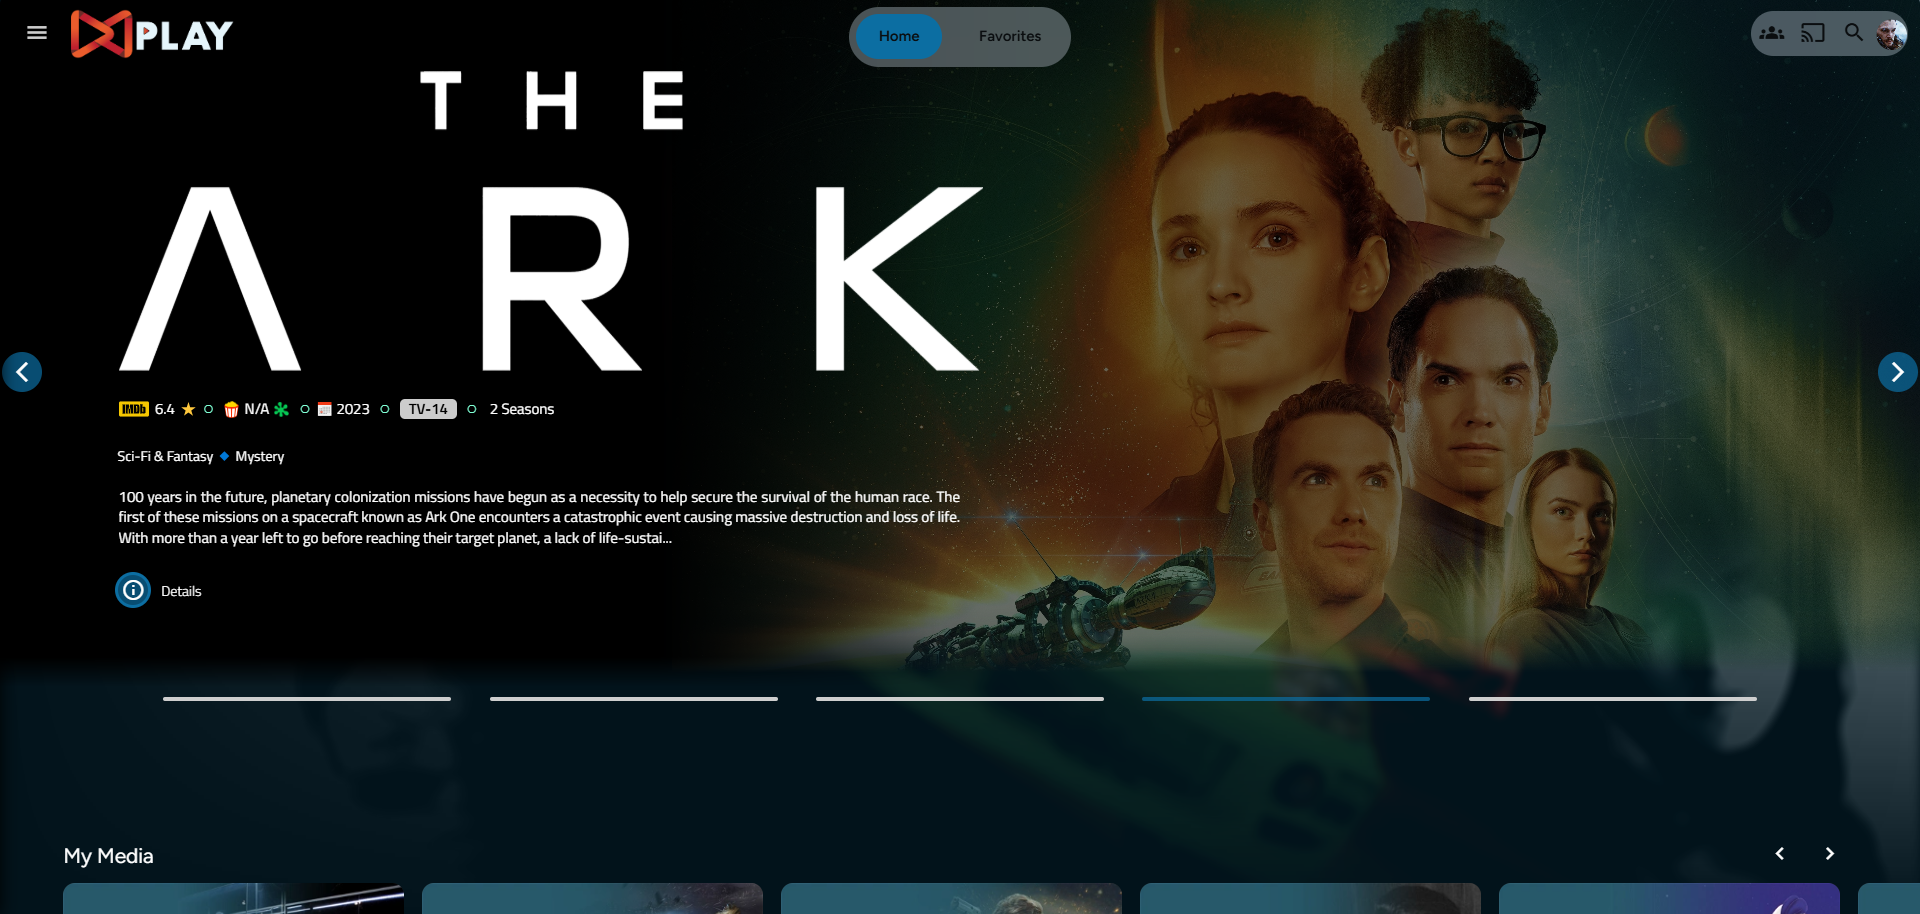 PLAY
Home
Favorites
THE
ARK
IMDb 6.4 N/A 2023 TV-14 2 Seasons
Sci-Fi & Fantasy Mystery
100 years in the future, planetary colonization missions have begun as a necessity to help secure the survival of the human race. The
first of these missions on a spacecraft known as Ark One encounters a catastrophic event causing massive destruction and loss of life.
With more than a year left to go before reaching their target planet, a lack of life-sustai...
Details
My Media